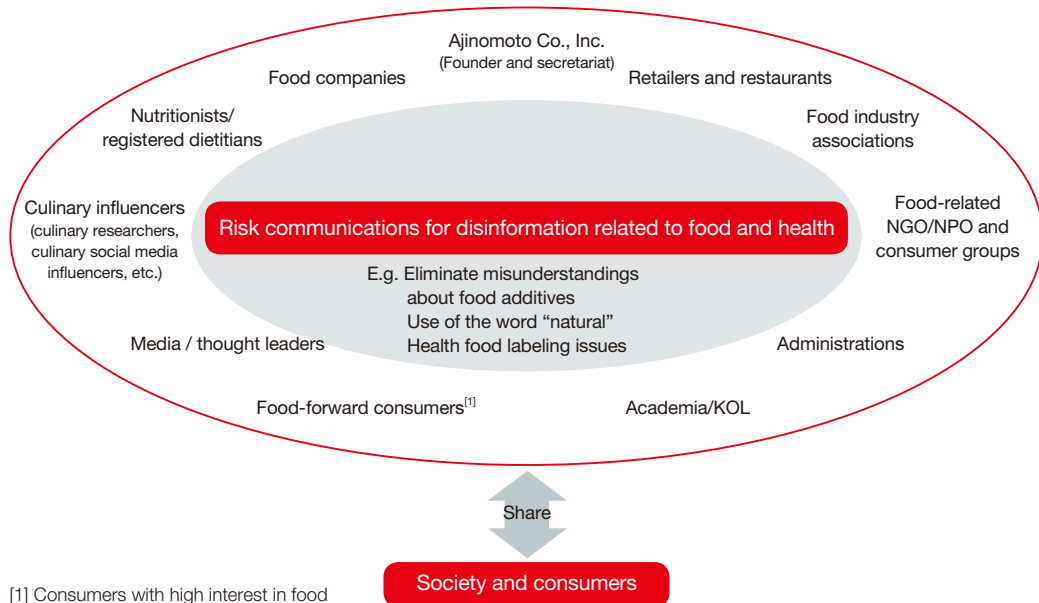 Ajinomoto Co., Inc.
(Founder and secretariat)
Food companies
Retailers and restaurants
Nutritionists/
registered dietitians
Food industry
associations
Culinary influencers
(culinary researchers,
culinary social media
influencers, etc.)
Risk communications for disinformation related to food and health
Food-related
NGO/NPO and
consumer groups
E.g. Eliminate misunderstandings
about food additives
Use of the word “natural”
Health food labeling issues
Media / thought leaders
Administrations
Food-forward consumers[1]
Academia/KOL
Share
Society and consumers
[1] Consumers with high interest in food